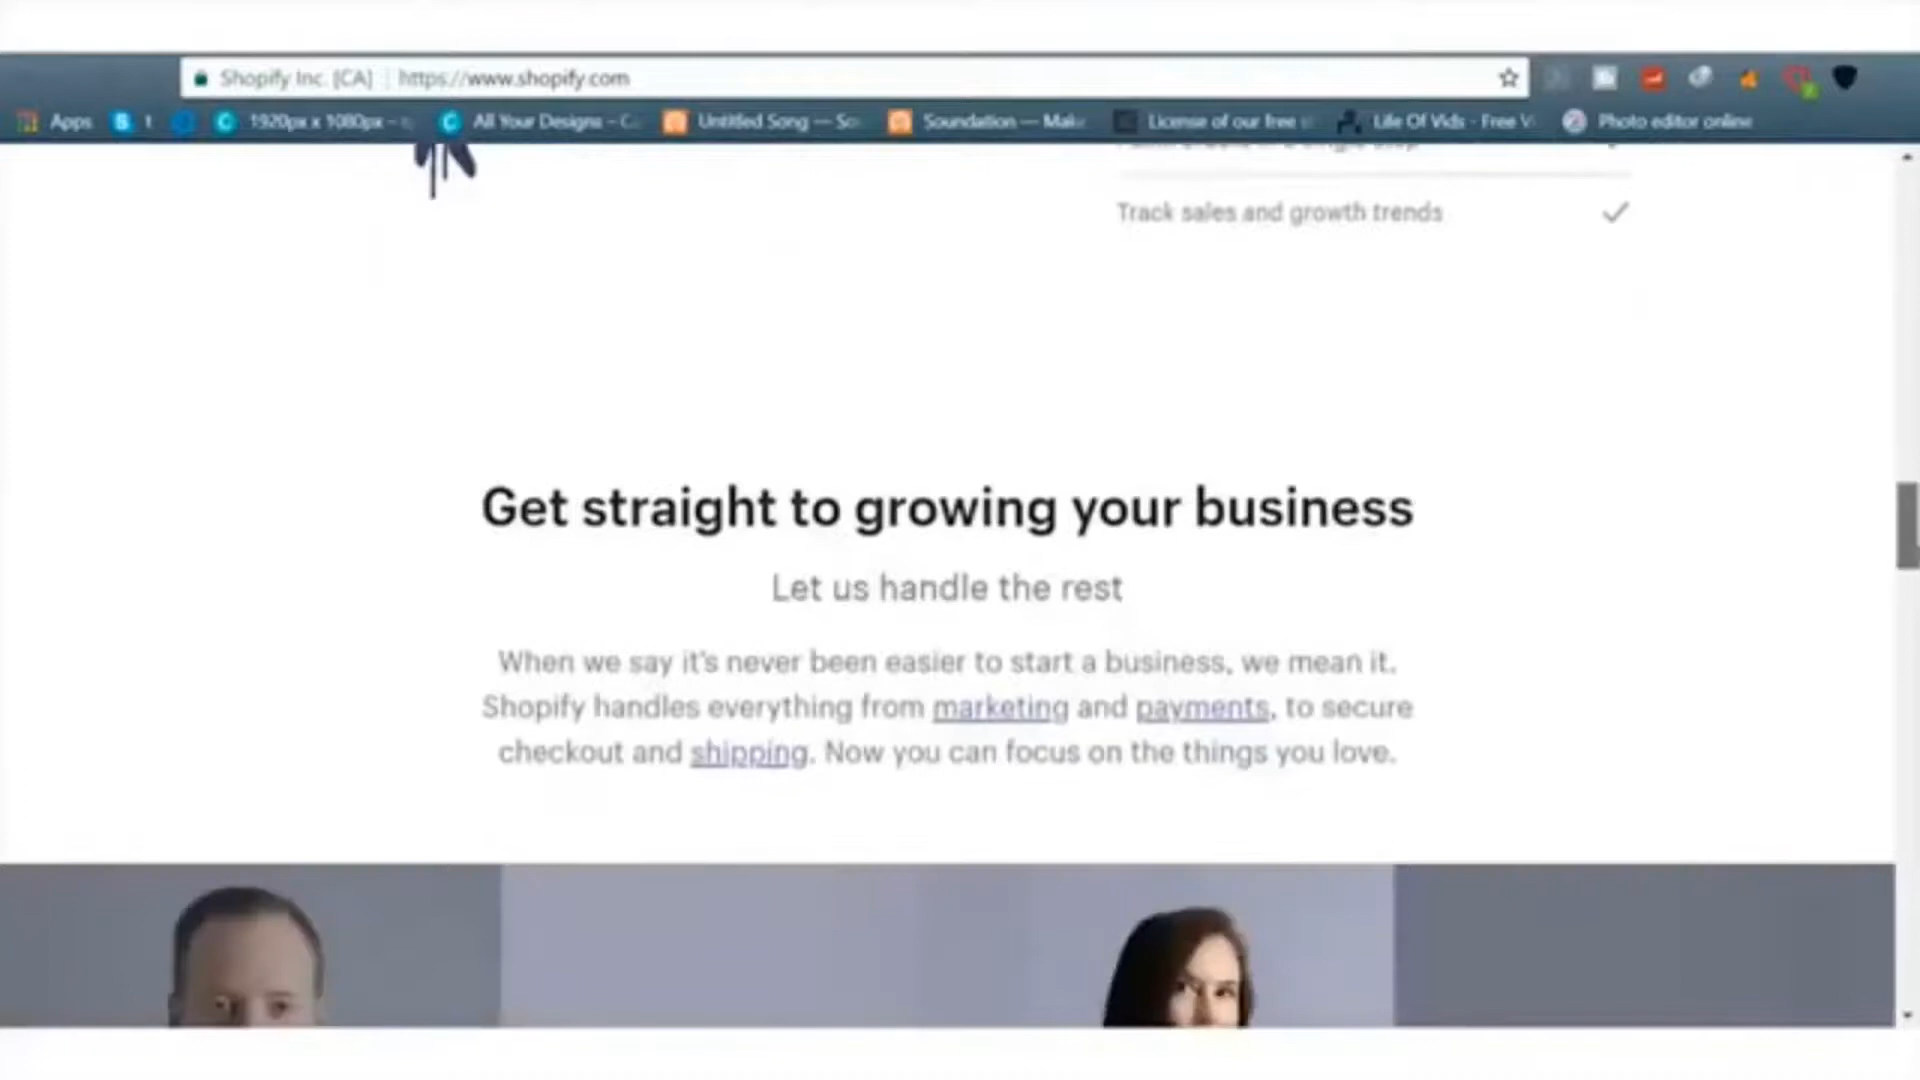 Shopify Inc. [CA] | https://www.shopify.com
Apps t 1920px x 1080px - All Your Designs - C Untitled Song — So Soundation — Mak License of our free Life Of Vids - Free V Photo editor online
Track sales and growth trends
Get straight to growing your business
Let us handle the rest
When we say it's never been easier to start a business, we mean it.
Shopify handles everything from marketing and payments, to secure
checkout and shipping. Now you can focus on the things you love.